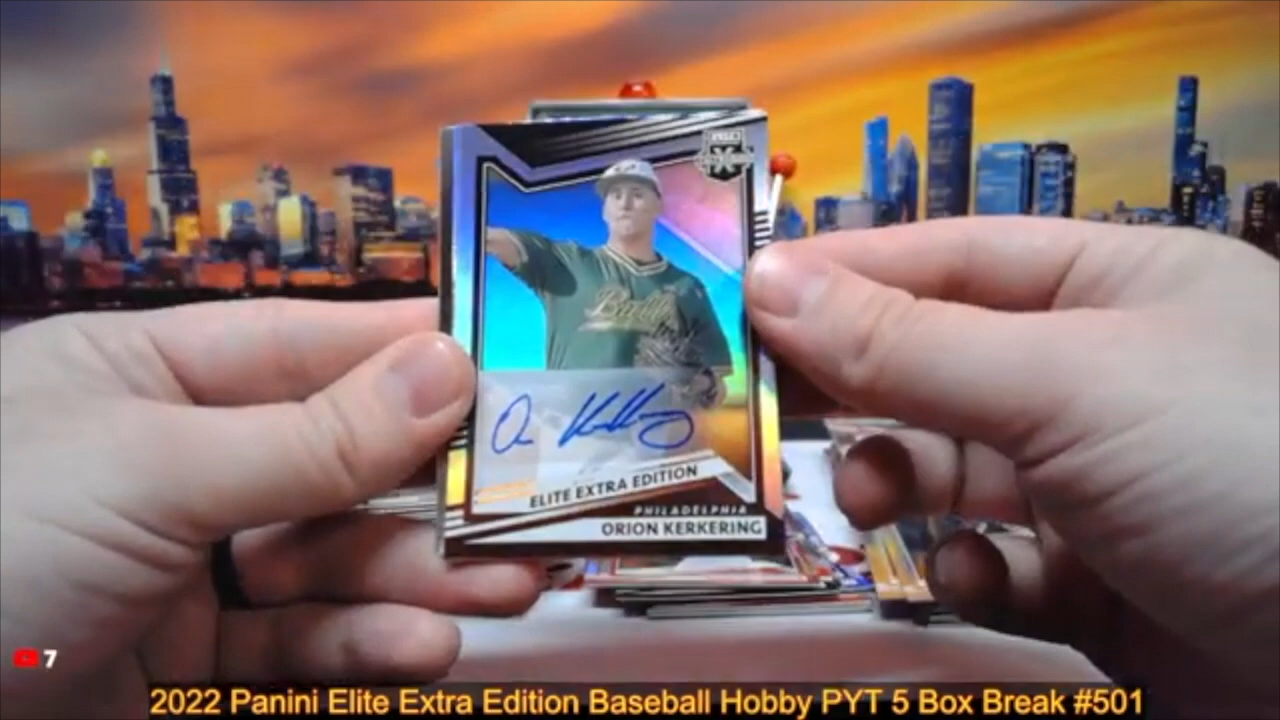 Bulls
ELITE EXTRA EDITION
PHILADELPHIA
ORION KERKERING
7
2022 Panini Elite Extra Edition Baseball Hobby PYT 5 Box Break #501